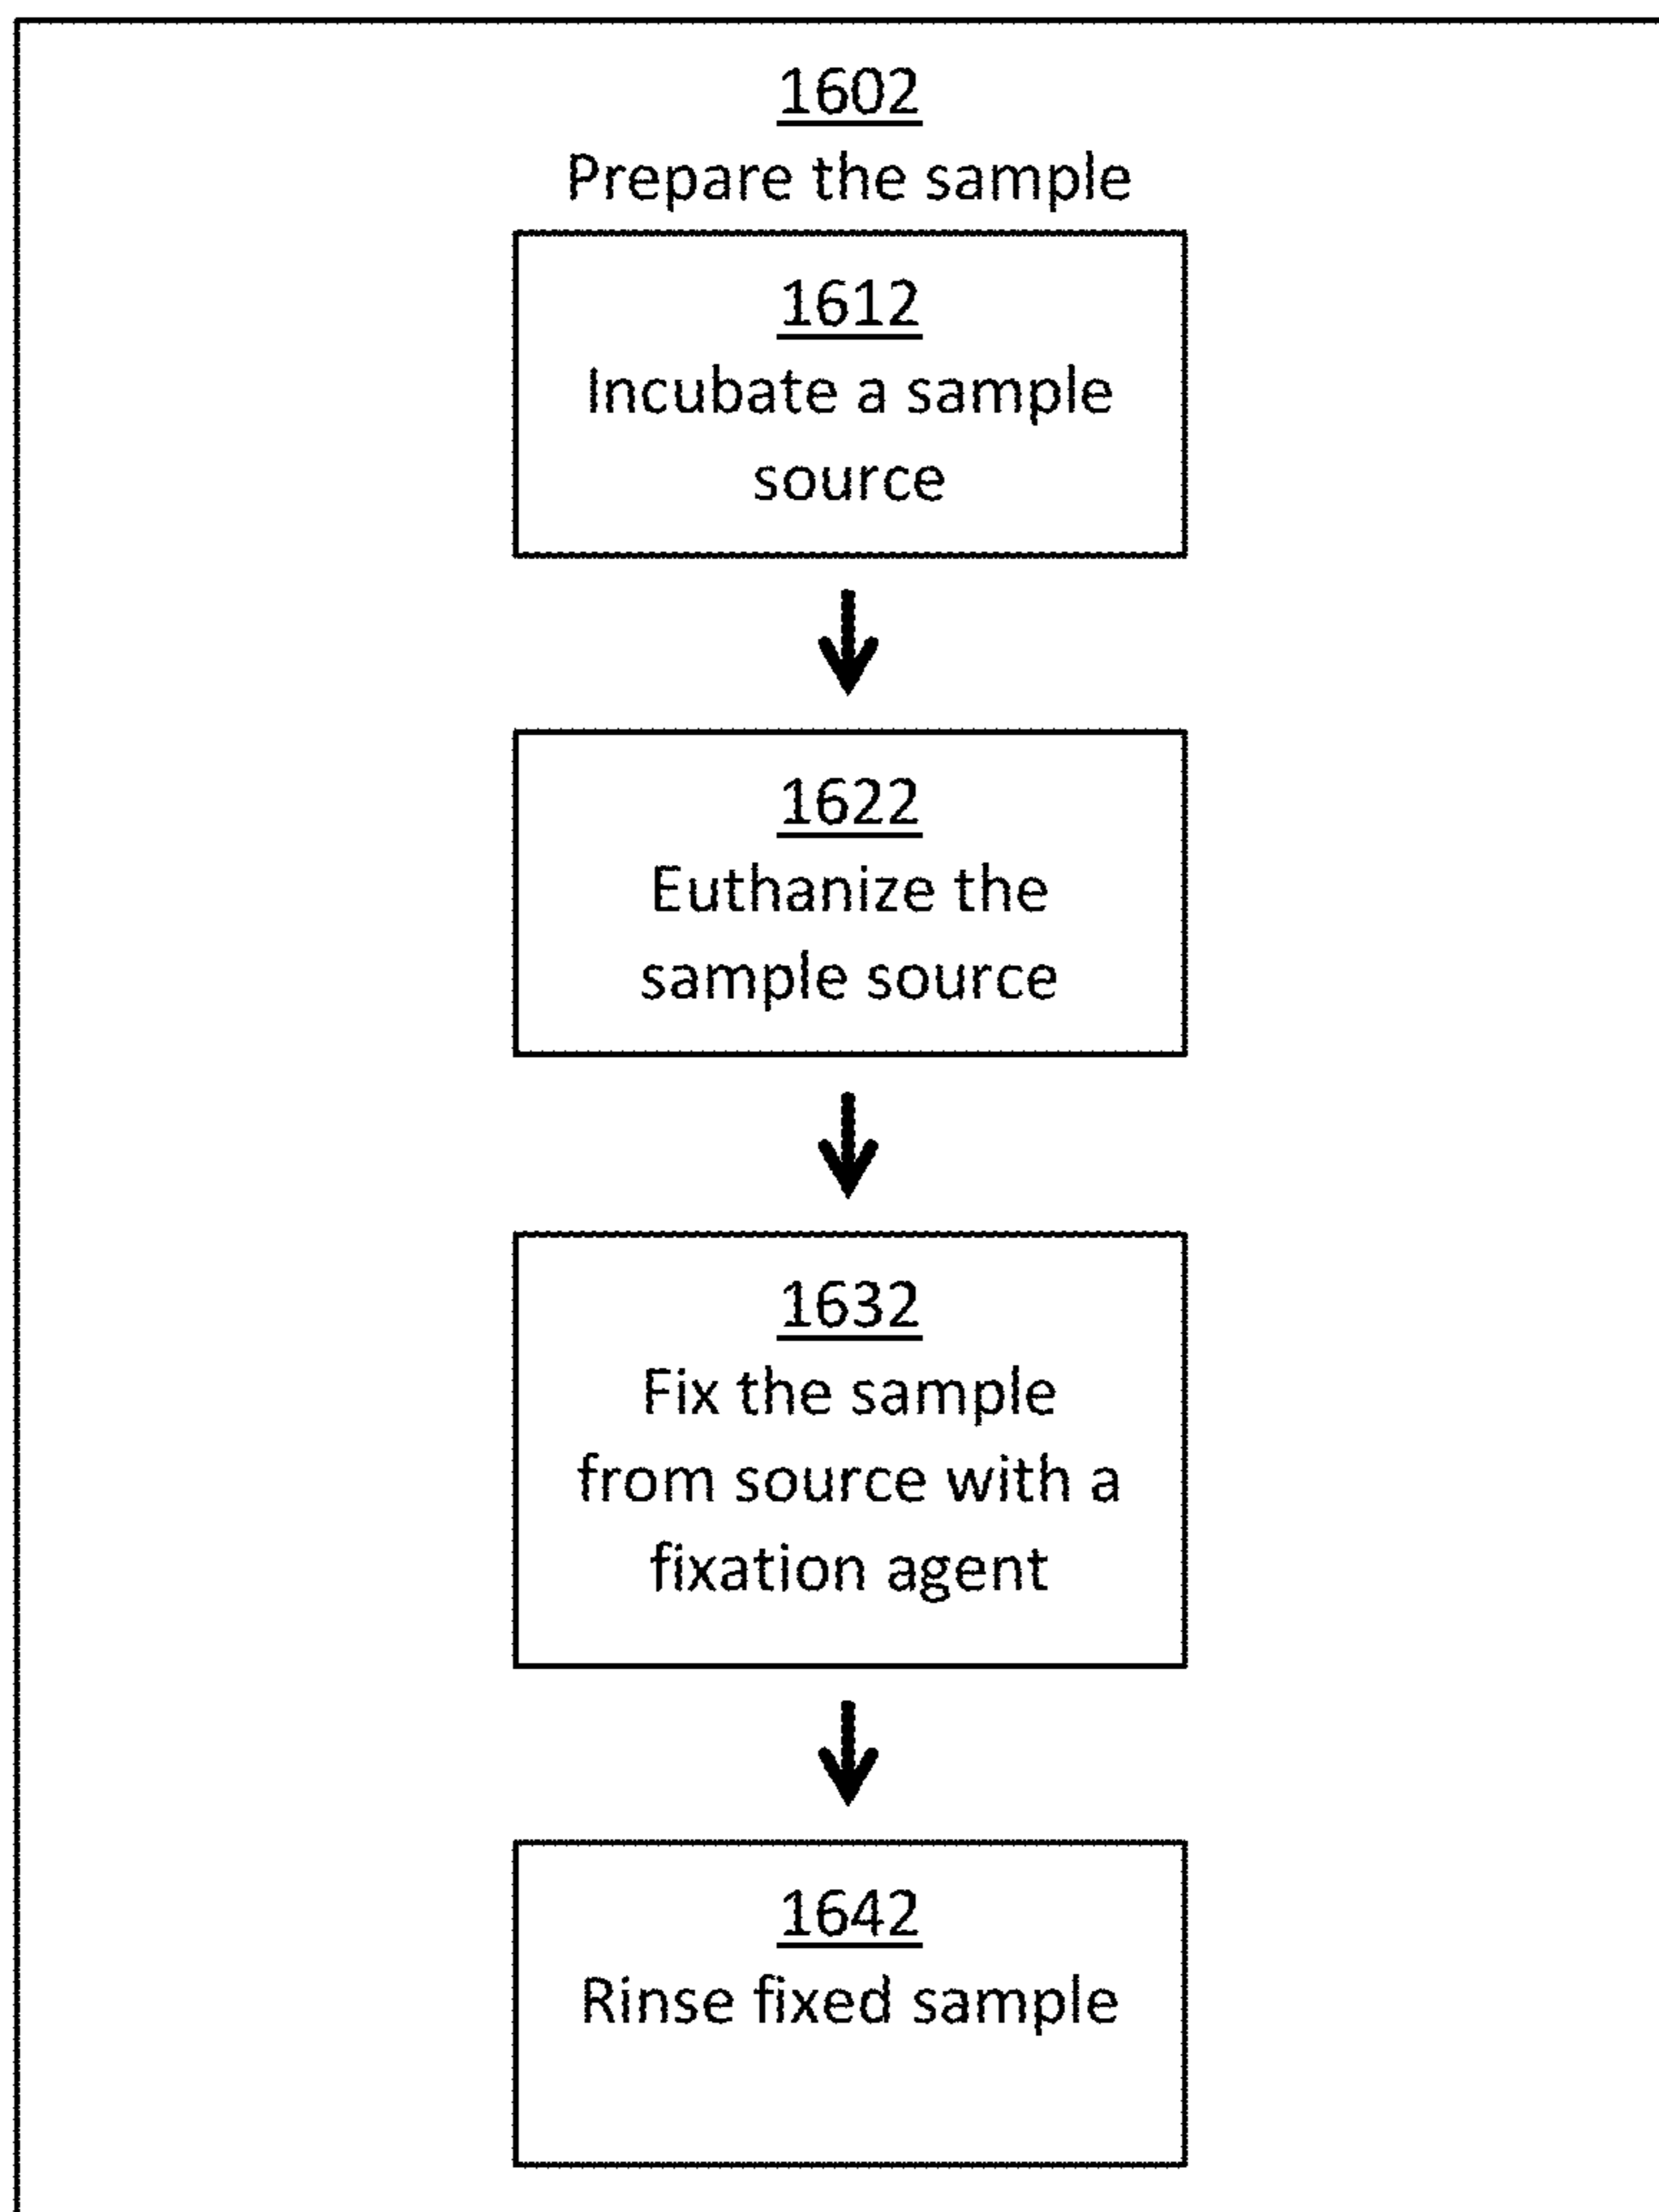 1602
Prepare the sample
1612
Incubate a sample
source
1622
Euthanize the
sample source
1632
Fix the sample
from source with a
fixation agent
1642
Rinse fixed sample